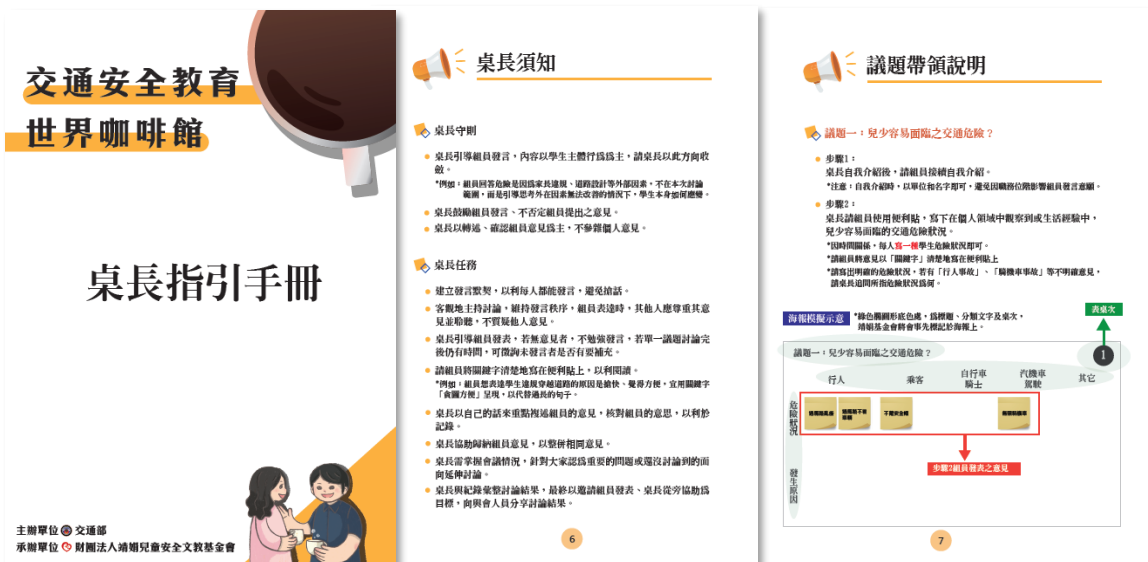 交通安全教育
世界咖啡館
桌長指引手冊
主辦單位 交通部
承辦單位 財團法人靖娟兒童安全文教基金會
桌長須知
桌長守則
桌長引導組員發言,內容以學生主體行為為主,請桌長以此方向收
斂。
*例如:組員回答危險是因為家長違規、道路設計等外部因素,不在本次討論
範圍,而是引導思考外在因素無法改善的情況下,學生本身如何應變。
桌長鼓勵組員發言、不否定組員提出之意見。
桌長以轉述、確認組員意見為主,不參雜個人意見。
桌長任務
建立發言默契,以利每人都能發言,避免搶話。
客觀地主持討論,維持發言秩序,組員表達時,其他人應尊重其意
見並聆聽,不質疑他人意見。
桌長引導組員發表,若無意見者,不勉強發言,若單一議題討論完
後仍有時間,可徵詢未發言者是否有要補充。
請組員將關鍵字清楚地寫在便利貼上,以利閱讀。
*例如:組員想表達學生違規穿越道路的原因是愉快、覺得方便,宜用關鍵字
「貪圖方便」呈現,以代替過長的句子。
桌長以自己的話來重點複述組員的意見,核對組員的意思,以利於
記錄。
桌長協助歸納組員意見,以整併相同意見。
桌長需掌握會議情況,針對大家認為重要的問題或還沒討論到的面
向延伸討論。
桌長與紀錄彙整討論結果,最終以邀請組員發表、桌長從旁協助為
目標,向與會人員分享討論結果。
6
議題帶領說明
議題一:兒少容易面臨之交通危險?
步驟1:
桌長自我介紹後,請組員接續自我介紹。
*注意:自我介紹時,以單位和名字即可,避免因職務位階影響組員發言意願。
步驟2:
桌長請組員使用便利貼,寫下在個人領域中觀察到或生活經驗中,
兒少容易面臨的交通危險狀況。
*因時間關係,每人寫一種學生危險狀況即可。
*請組員將意見以「關鍵字」清楚地寫在便利貼上
*請寫出明確的危險狀況,若有「行人事故」、「騎機車事故」等不明確意見,
請桌長追問所指危險狀況為何。
海報模擬示意
*綠色橢圓形底色處,為標題、分類文字及桌次,
靖娟基金會將會事先標記於海報上。
表桌次
議題一:兒少容易面臨之交通危險?
1
行人
乘客
自行車
騎士
汽機車
駕駛
其它
危險狀況
步驟2組員發表之意見
發生原因
7